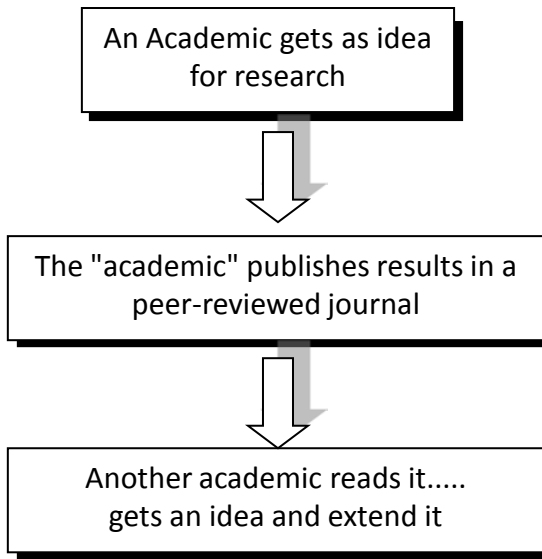 An Academic gets as idea
for research
The "academic" publishes results in a
peer-reviewed journal
Another academic reads it.....
gets an idea and extend it